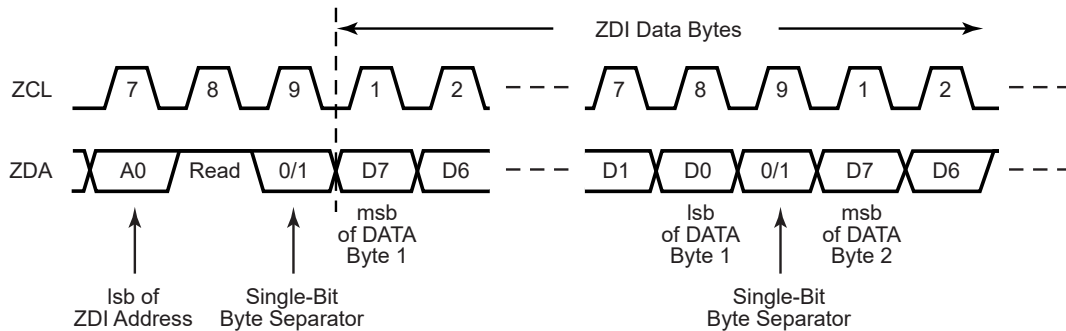 ZDI Data Bytes
ZCL 7 8 9 1 2 7 8 9 1 2
ZDA A0 Read 0/1 D7 D6 D1 D0 0/1 D7 D6
msb
of DATA
Byte 1
lsb
of DATA
Byte 1
msb
of DATA
Byte 2
lsb of
ZDI Address
Single-Bit
Byte Separator
Single-Bit
Byte Separator